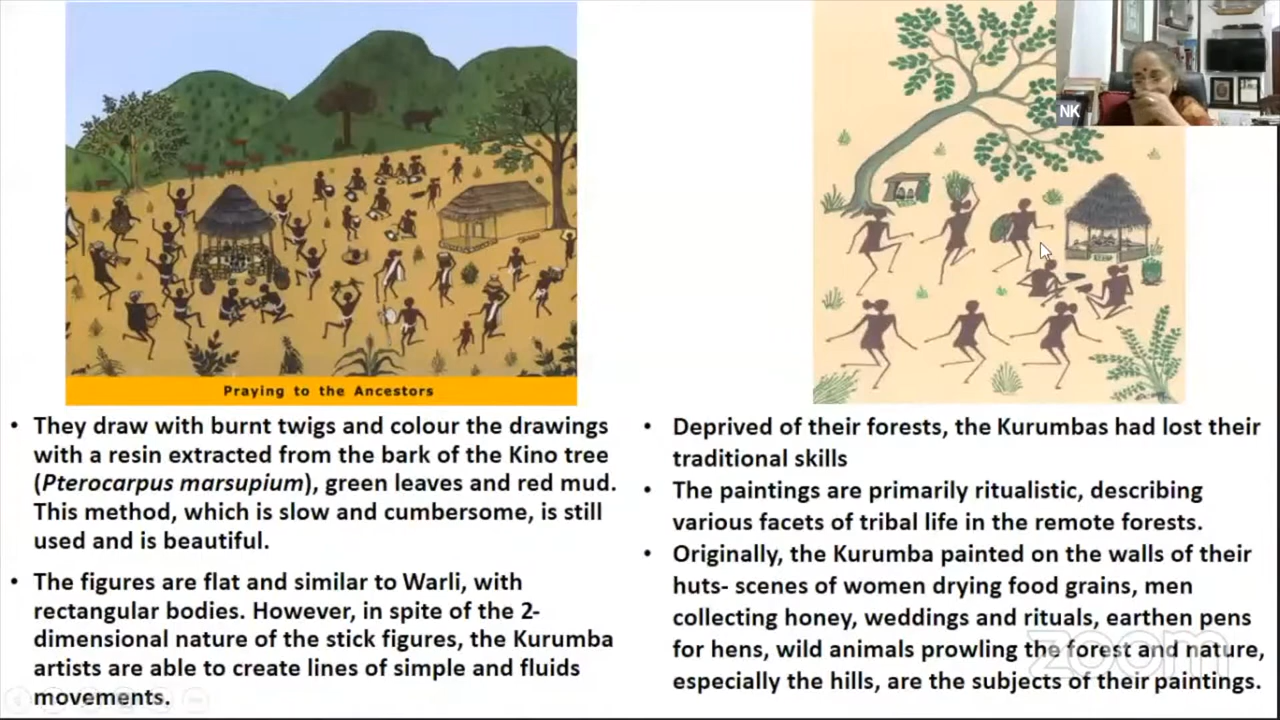 NK
Praying to the Ancestors
• They draw with burnt twigs and colour the drawings
with a resin extracted from the bark of the Kino tree
(Pterocarpus marsupium), green leaves and red mud.
This method, which is slow and cumbersome, is still
used and is beautiful.
• The figures are flat and similar to Warli, with
rectangular bodies. However, in spite of the 2-
dimensional nature of the stick figures, the Kurumba
artists are able to create lines of simple and fluids
movements.
• Deprived of their forests, the Kurumbas had lost their
traditional skills
• The paintings are primarily ritualistic, describing
various facets of tribal life in the remote forests.
• Originally, the Kurumba painted on the walls of their
huts- scenes of women drying food grains, men
collecting honey, weddings and rituals, earthen pens
for hens, wild animals prowling the forest and nature,
especially the hills, are the subjects of their paintings.
zoom